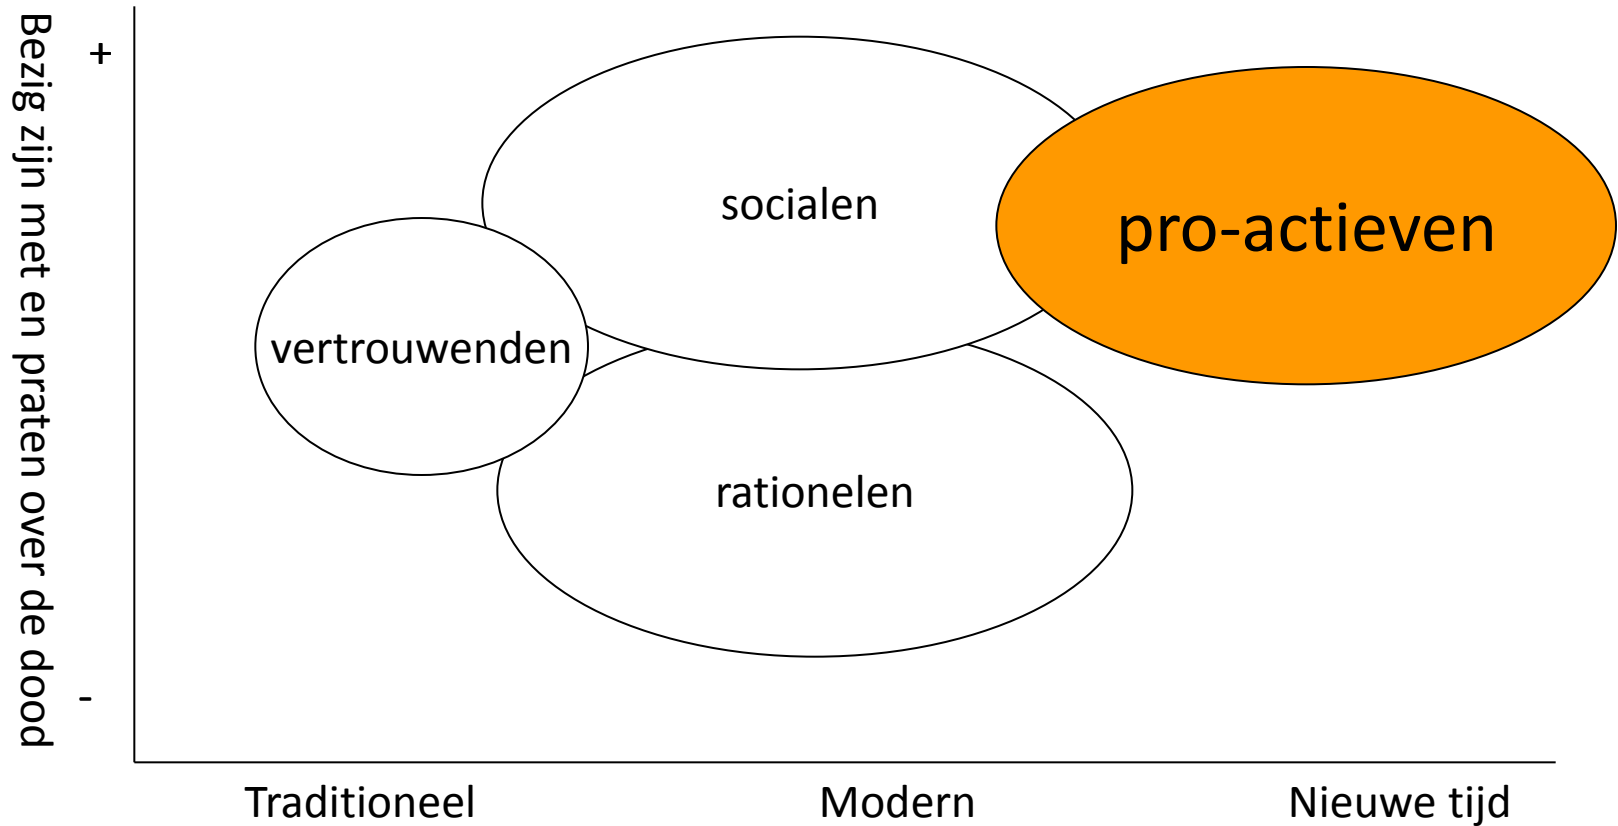 Bezig zijn met en praten over de dood
+
socialen
pro-actieven
vertrouwenden
rationelen
-
Traditioneel
Modern
Nieuwe tijd